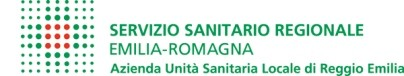 SERVIZIO SANITARIO REGIONALE
EMILIA-ROMAGNA
Azienda Unità Sanitaria Locale di Reggio Emilia